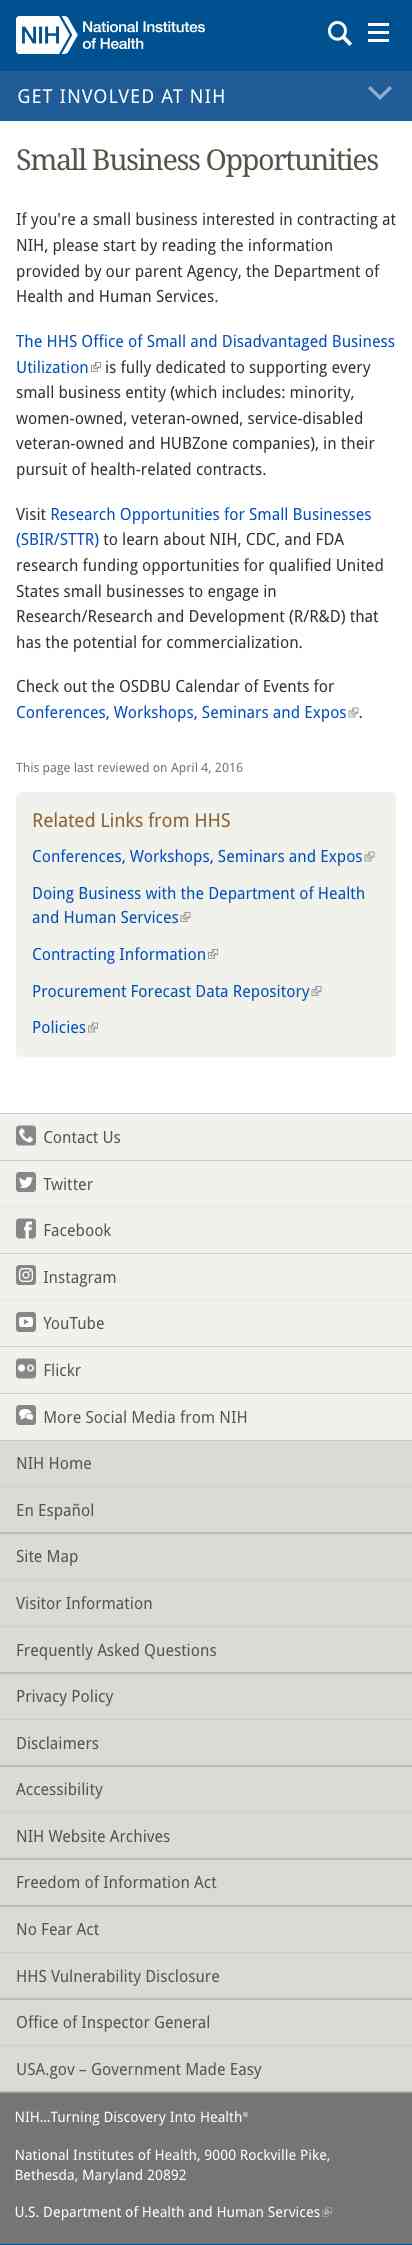 NIH
National Institutes
of Health
GET INVOLVED AT NIH
Small Business Opportunities
If you're a small business interested in contracting at
NIH, please start by reading the information
provided by our parent Agency, the Department of
Health and Human Services.
The HHS Office of Small and Disadvantaged Business
Utilization is fully dedicated to supporting every
small business entity (which includes: minority,
women-owned, veteran-owned, service-disabled
veteran-owned and HUBZone companies), in their
pursuit of health-related contracts.
Visit Research Opportunities for Small Businesses
(SBIR/STTR) to learn about NIH, CDC, and FDA
research funding opportunities for qualified United
States small businesses to engage in
Research/Research and Development (R/R&D) that
has the potential for commercialization.
Check out the OSDBU Calendar of Events for
Conferences, Workshops, Seminars and Expos.
This page last reviewed on April 4, 2016
Related Links from HHS
Conferences, Workshops, Seminars and Expos
Doing Business with the Department of Health
and Human Services
Contracting Information
Procurement Forecast Data Repository
Policies
Contact Us
Twitter
Facebook
Instagram
YouTube
Flickr
More Social Media from NIH
NIH Home
En Español
Site Map
Visitor Information
Frequently Asked Questions
Privacy Policy
Disclaimers
Accessibility
NIH Website Archives
Freedom of Information Act
No Fear Act
HHS Vulnerability Disclosure
Office of Inspector General
USA.gov – Government Made Easy
NIH...Turning Discovery Into Health®
National Institutes of Health, 9000 Rockville Pike,
Bethesda, Maryland 20892
U.S. Department of Health and Human Services